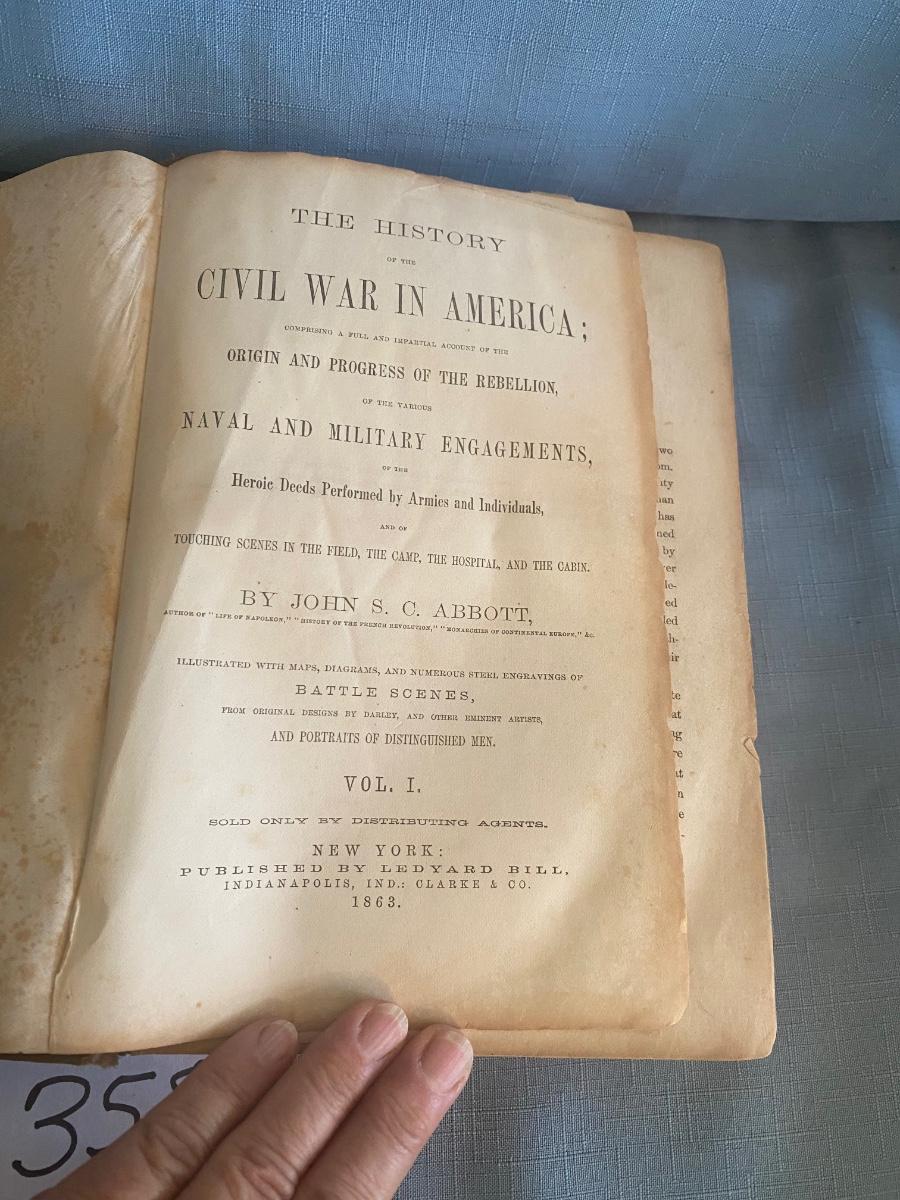 THE HISTORY
OF THE
CIVIL WAR IN AMERICA;
COMPRISING A FULL AND IMPARTIAL ACCOUNT OF THE
ORIGIN AND PROGRESS OF THE REBELLION,
OF THE VARIOUS
NAVAL AND MILITARY ENGAGEMENTS,
OF THE
Heroic Deeds Performed by Armies and Individuals,
AND OF
TOUCHING SCENES IN THE FIELD, THE CAMP, THE HOSPITAL, AND THE CABIN.
BY JOHN S. C. ABBOTT,
AUTHOR OF "LIFE OF NAPOLEON," "HISTORY OF THE FRENCH REVOLUTION," "MONARCHIES OF CONTINENTAL EUROPE," &C.
ILLUSTRATED WITH MAPS, DIAGRAMS, AND NUMEROUS STEEL ENGRAVINGS OF
BATTLE SCENES,
FROM ORIGINAL DESIGNS BY DARLEY, AND OTHER EMINENT ARTISTS,
AND PORTRAITS OF DISTINGUISHED MEN.
VOL. I.
SOLD ONLY BY DISTRIBUTING AGENTS.
NEW YORK:
PUBLISHED BY LEDYARD BILL,
INDIANAPOLIS, IND.: CLARKE & CO.
1863.
has
by
35